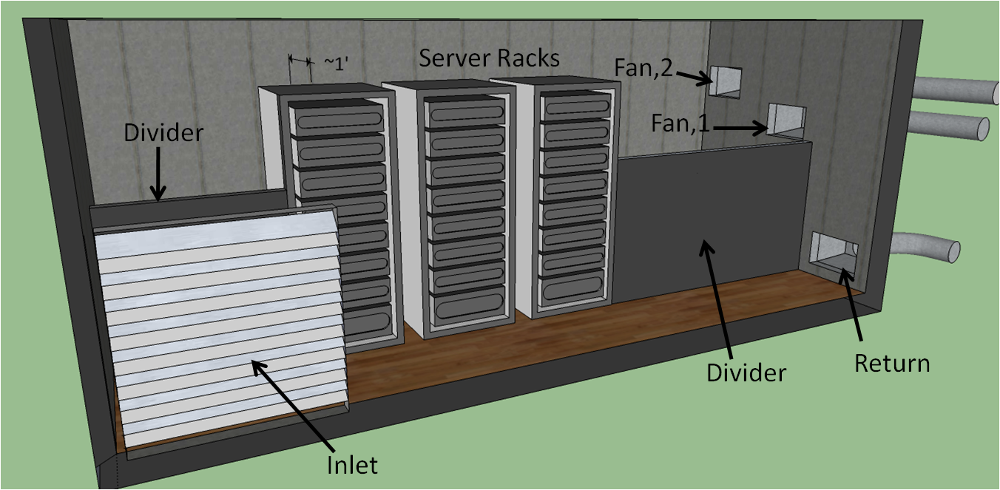 ~1'
Server Racks
Fan,2
Fan,1
Divider
Divider
Return
Inlet